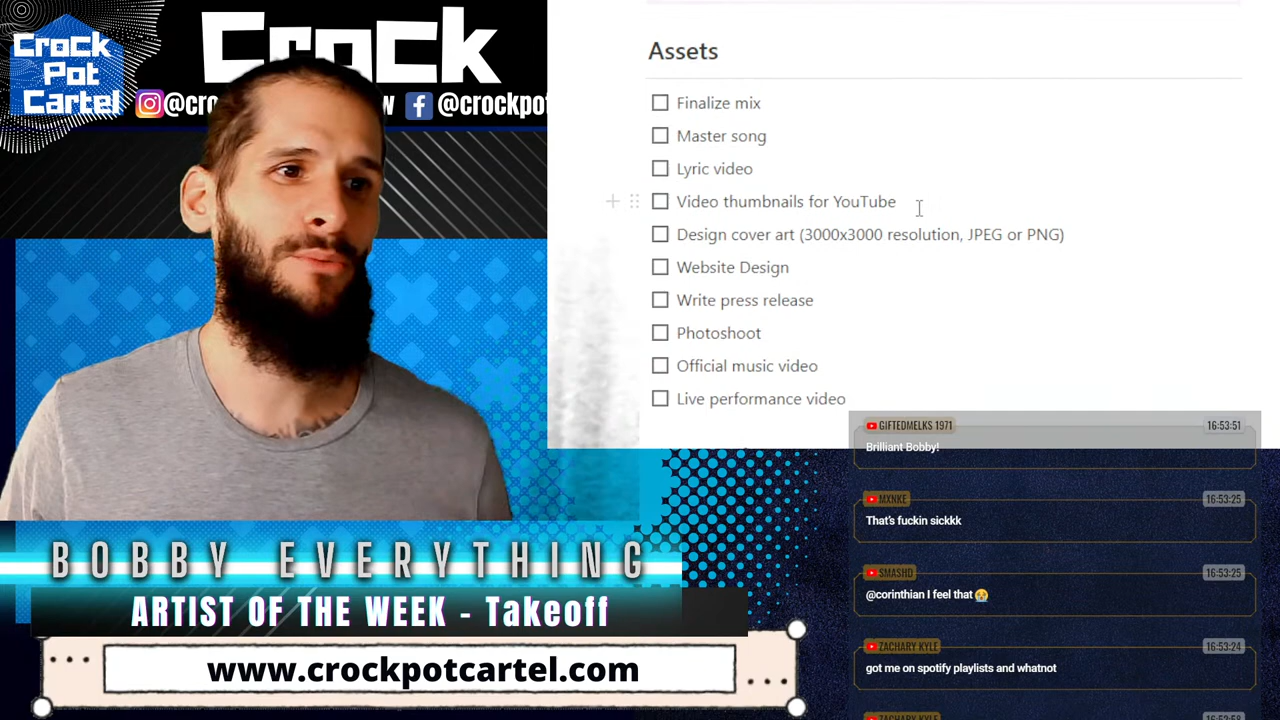 Crock
Pot
Cartel
Crock
@cro
w
@crockpot
Assets
Finalize mix
Master song
Lyric video
Video thumbnails for YouTube
Design cover art (3000x3000 resolution, JPEG or PNG)
Website Design
Write press release
Photoshoot
Official music video
Live performance video
GIFTEDMELKS 1971
16:53:51
Brilliant Bobby!
MXNKE
16:53:25
That's fuckin sickkk
SMASHD
16:53:25
@corinthian I feel that 😭
ZACHARY KYLE
16:53:24
got me on spotify playlists and whatnot
ZACHARY KYLE
BOBBY EVERYTHING
ARTIST OF THE WEEK - Takeoff
www.crockpotcartel.com